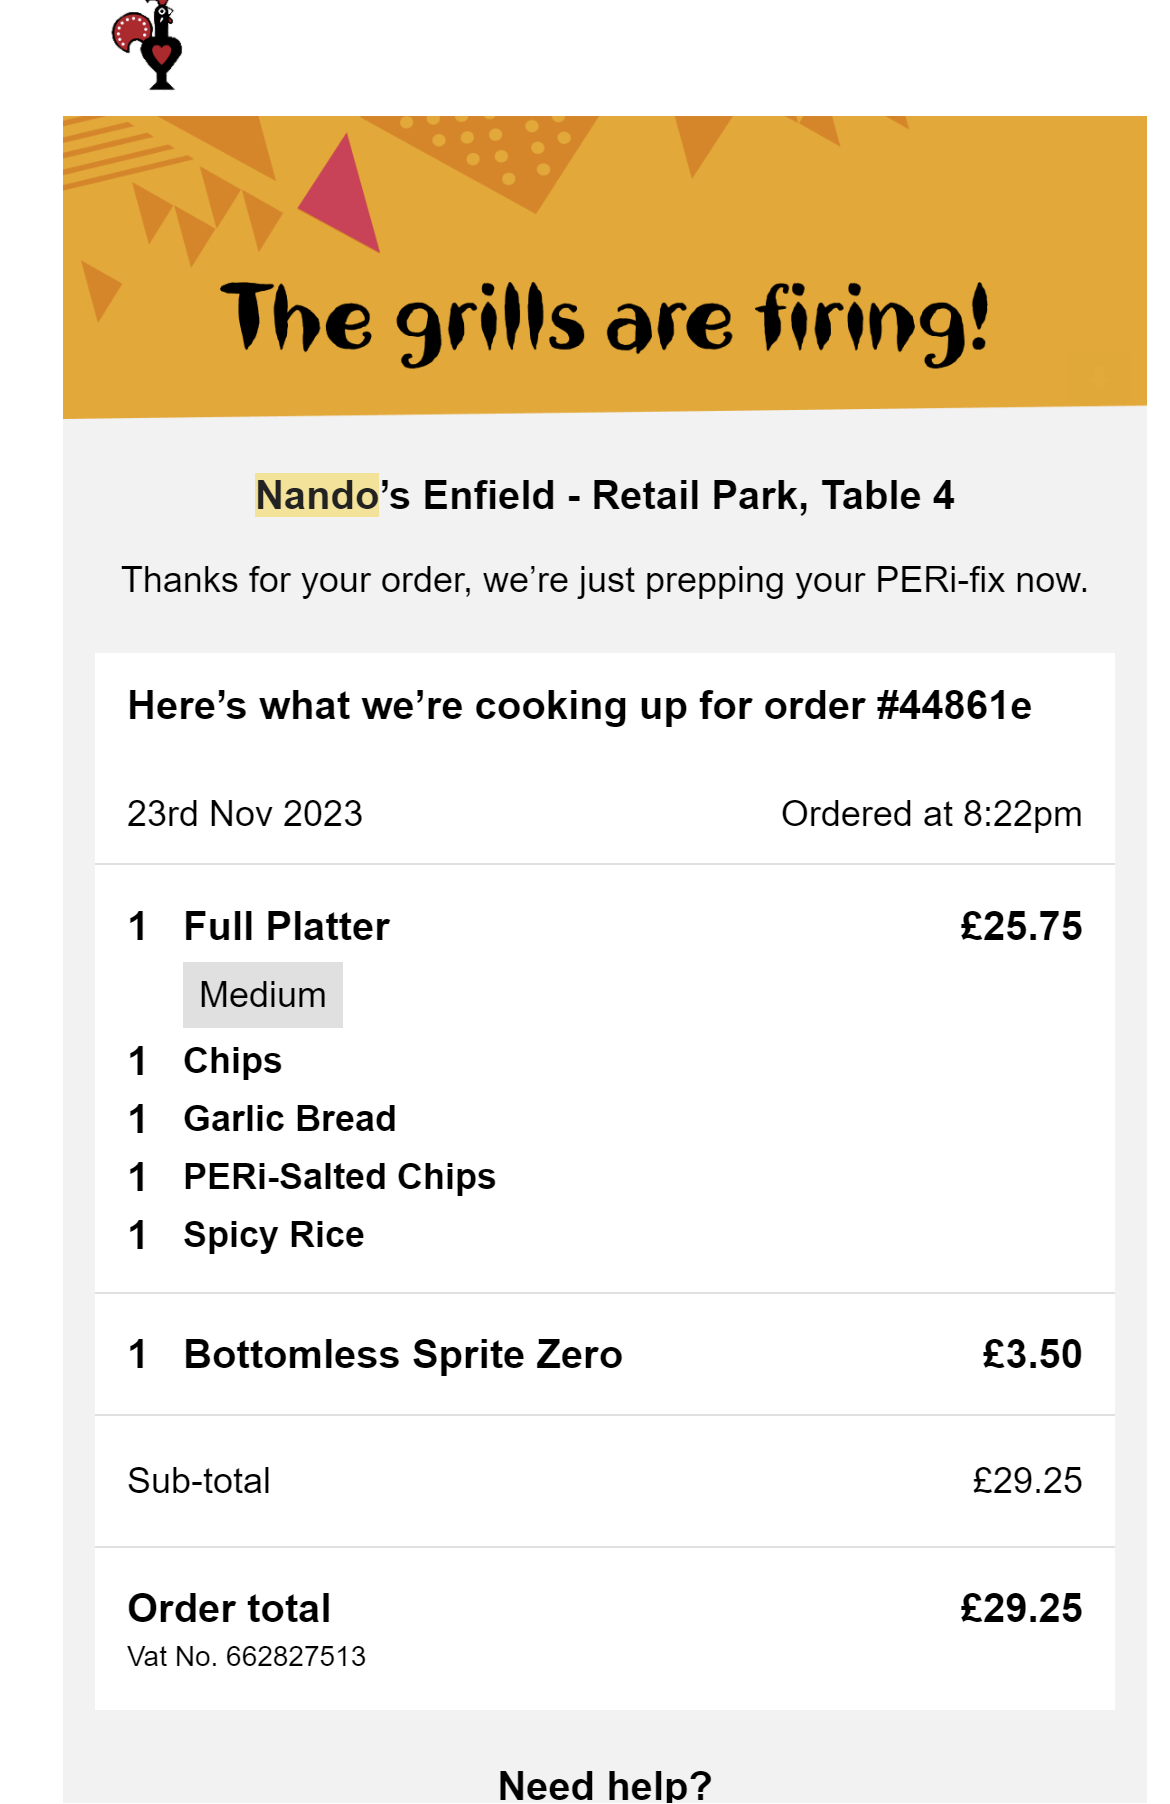 The grills are firing!
Nando’s Enfield - Retail Park, Table 4
Thanks for your order, we’re just prepping your PERi-fix now.
Here’s what we’re cooking up for order #44861e
23rd Nov 2023 Ordered at 8:22pm
1 Full Platter £25.75
Medium
1 Chips
1 Garlic Bread
1 PERi-Salted Chips
1 Spicy Rice
1 Bottomless Sprite Zero £3.50
Sub-total £29.25
Order total £29.25
Vat No. 662827513
Need help?